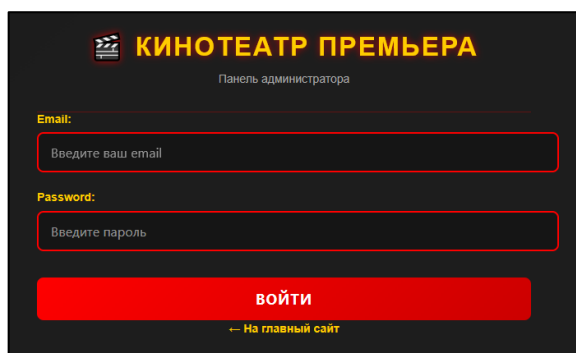 КИНОТЕАТР ПРЕМЬЕРА
Панель администратора
Email:
Введите ваш email
Password:
Введите пароль
ВОЙТИ
← На главный сайт